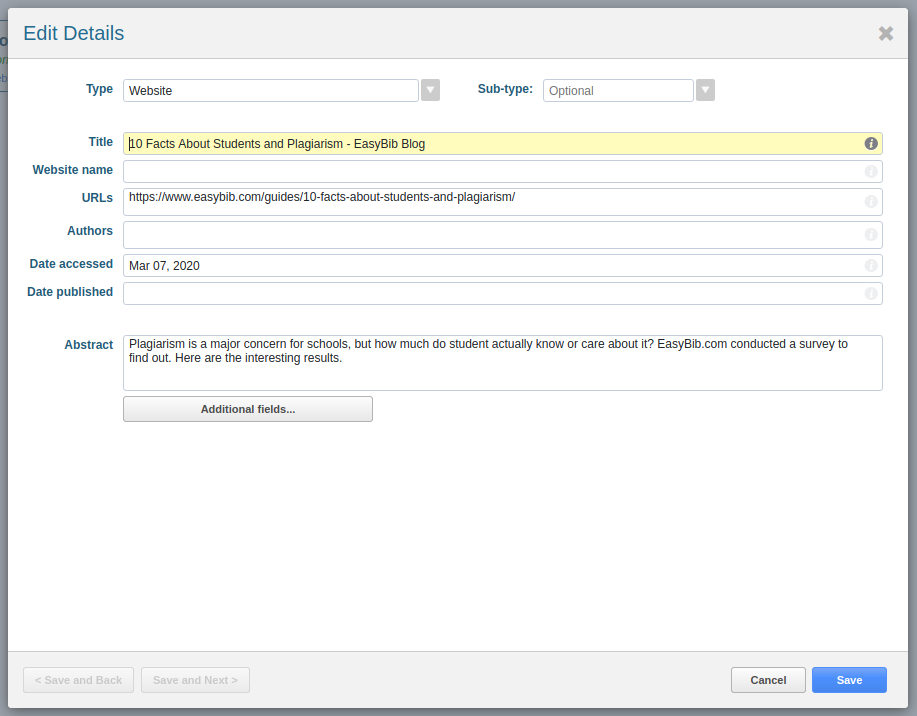 Edit Details
Type Website Sub-type: Optional
Title 10 Facts About Students and Plagiarism - EasyBib Blog
Website name
URLs https://www.easybib.com/guides/10-facts-about-students-and-plagiarism/
Authors
Date accessed Mar 07, 2020
Date published
Abstract Plagiarism is a major concern for schools, but how much do student actually know or care about it? EasyBib.com conducted a survey to
find out. Here are the interesting results.
Additional fields...
< Save and Back Save and Next > Cancel Save